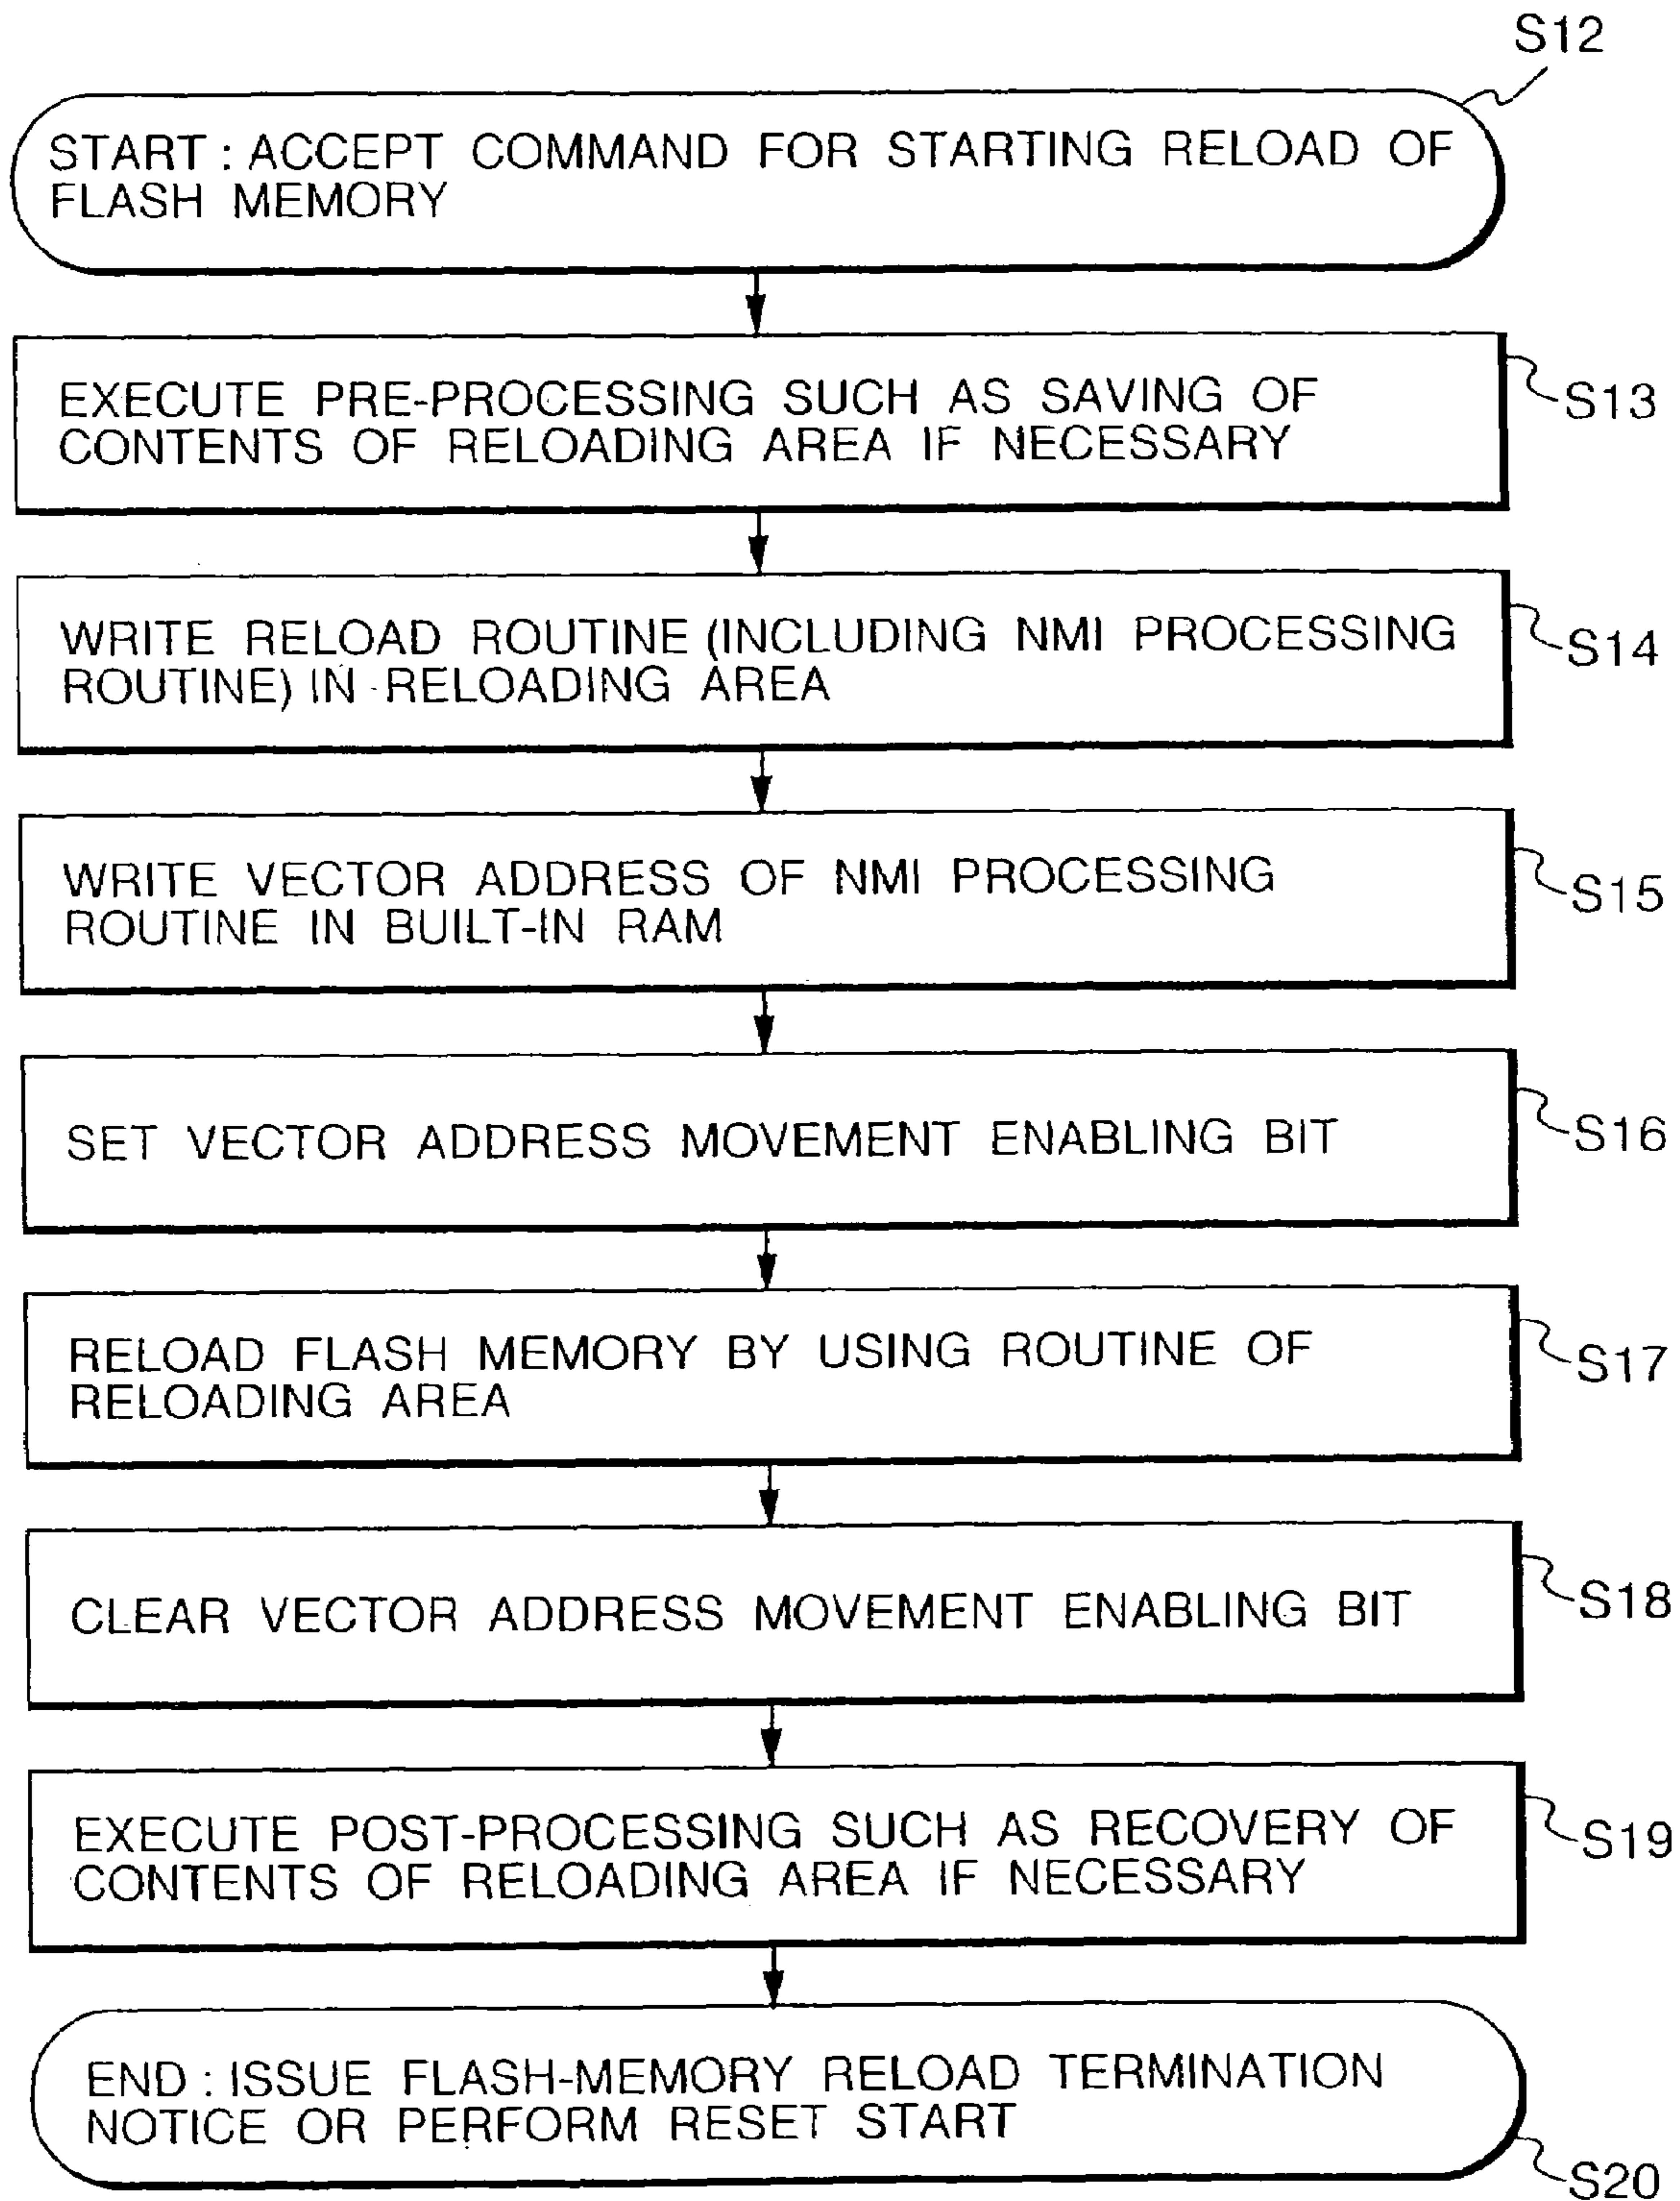 S12
START : ACCEPT COMMAND FOR STARTING RELOAD OF
FLASH MEMORY
EXECUTE PRE-PROCESSING SUCH AS SAVING OF
CONTENTS OF RELOADING AREA IF NECESSARY
S13
WRITE RELOAD ROUTINE (INCLUDING NMI PROCESSING
ROUTINE) IN RELOADING AREA
S14
WRITE VECTOR ADDRESS OF NMI PROCESSING
ROUTINE IN BUILT-IN RAM
S15
SET VECTOR ADDRESS MOVEMENT ENABLING BIT
S16
RELOAD FLASH MEMORY BY USING ROUTINE OF
RELOADING AREA
S17
CLEAR VECTOR ADDRESS MOVEMENT ENABLING BIT
S18
EXECUTE POST-PROCESSING SUCH AS RECOVERY OF
CONTENTS OF RELOADING AREA IF NECESSARY
S19
END : ISSUE FLASH-MEMORY RELOAD TERMINATION
NOTICE OR PERFORM RESET START
S20